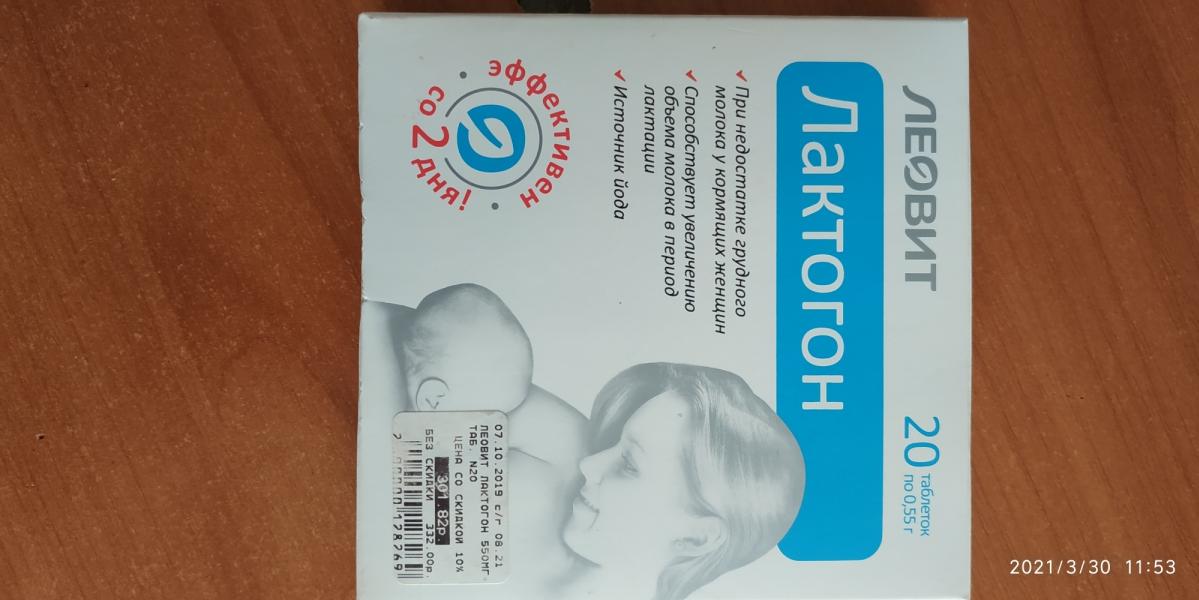 ЛЕОВИТ
20 таблеток
по 0,55 г
Лактогон
При недостатке грудного
молока у кормящих женщин
Способствует увеличению
объема молока в период
лактации
Источник йода
эффективен
со 2 дня!
07.10.2019 с/г 08.21
ЛЕОВИТ ЛАКТОГОН 550МГ.
ТАБ. N20
ЦЕНА СО СКИДКОЙ 10%
301.82р.
БЕЗ СКИДКИ 332.00р.
2021/3/30 11:53